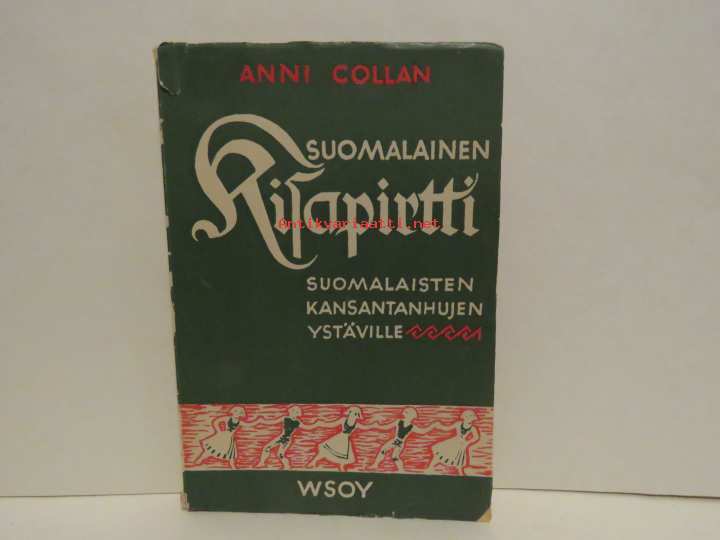 ANNI COLLAN
SUOMALAINEN
Kisapirtti
Antikvariaatti.net
SUOMALAISTEN
KANSANTANHUJEN
YSTÄVILLE
WSOY